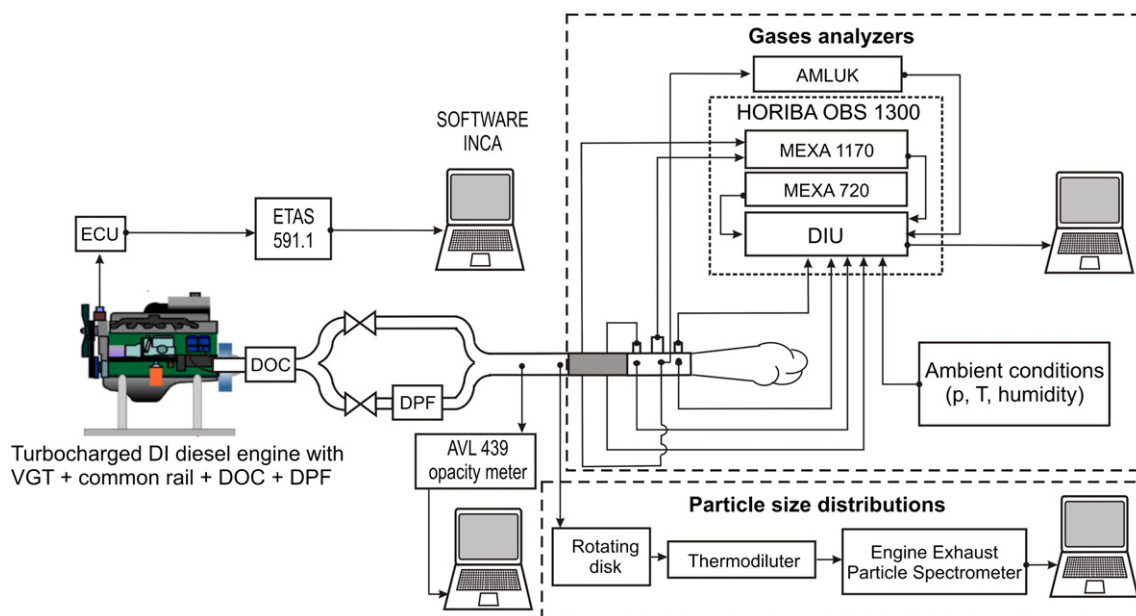 Gases analyzers
AMLUK
HORIBA OBS 1300
MEXA 1170
MEXA 720
DIU
SOFTWARE
INCA
ETAS
591.1
ECU
DOC
DPF
Turbocharged DI diesel engine with
VGT + common rail + DOC + DPF
AVL 439
opacity meter
Ambient conditions
(p, T, humidity)
Particle size distributions
Rotating
disk
Thermodiluter
Engine Exhaust
Particle Spectrometer